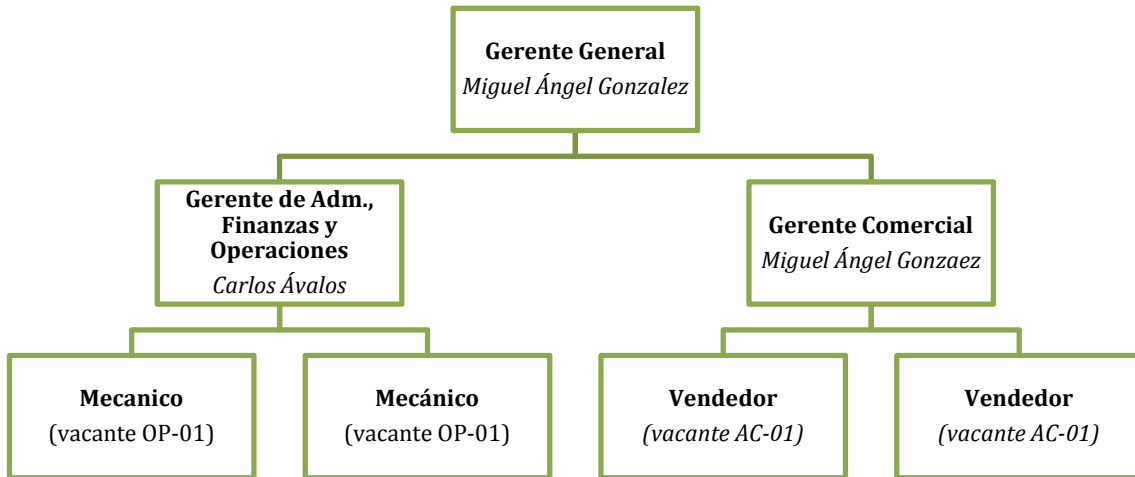 Gerente General
Miguel Ángel Gonzalez
Gerente de Adm.,
Finanzas y
Operaciones
Carlos Ávalos
Gerente Comercial
Miguel Ángel Gonzaez
Mecanico
(vacante OP-01)
Mecánico
(vacante OP-01)
Vendedor
(vacante AC-01)
Vendedor
(vacante AC-01)